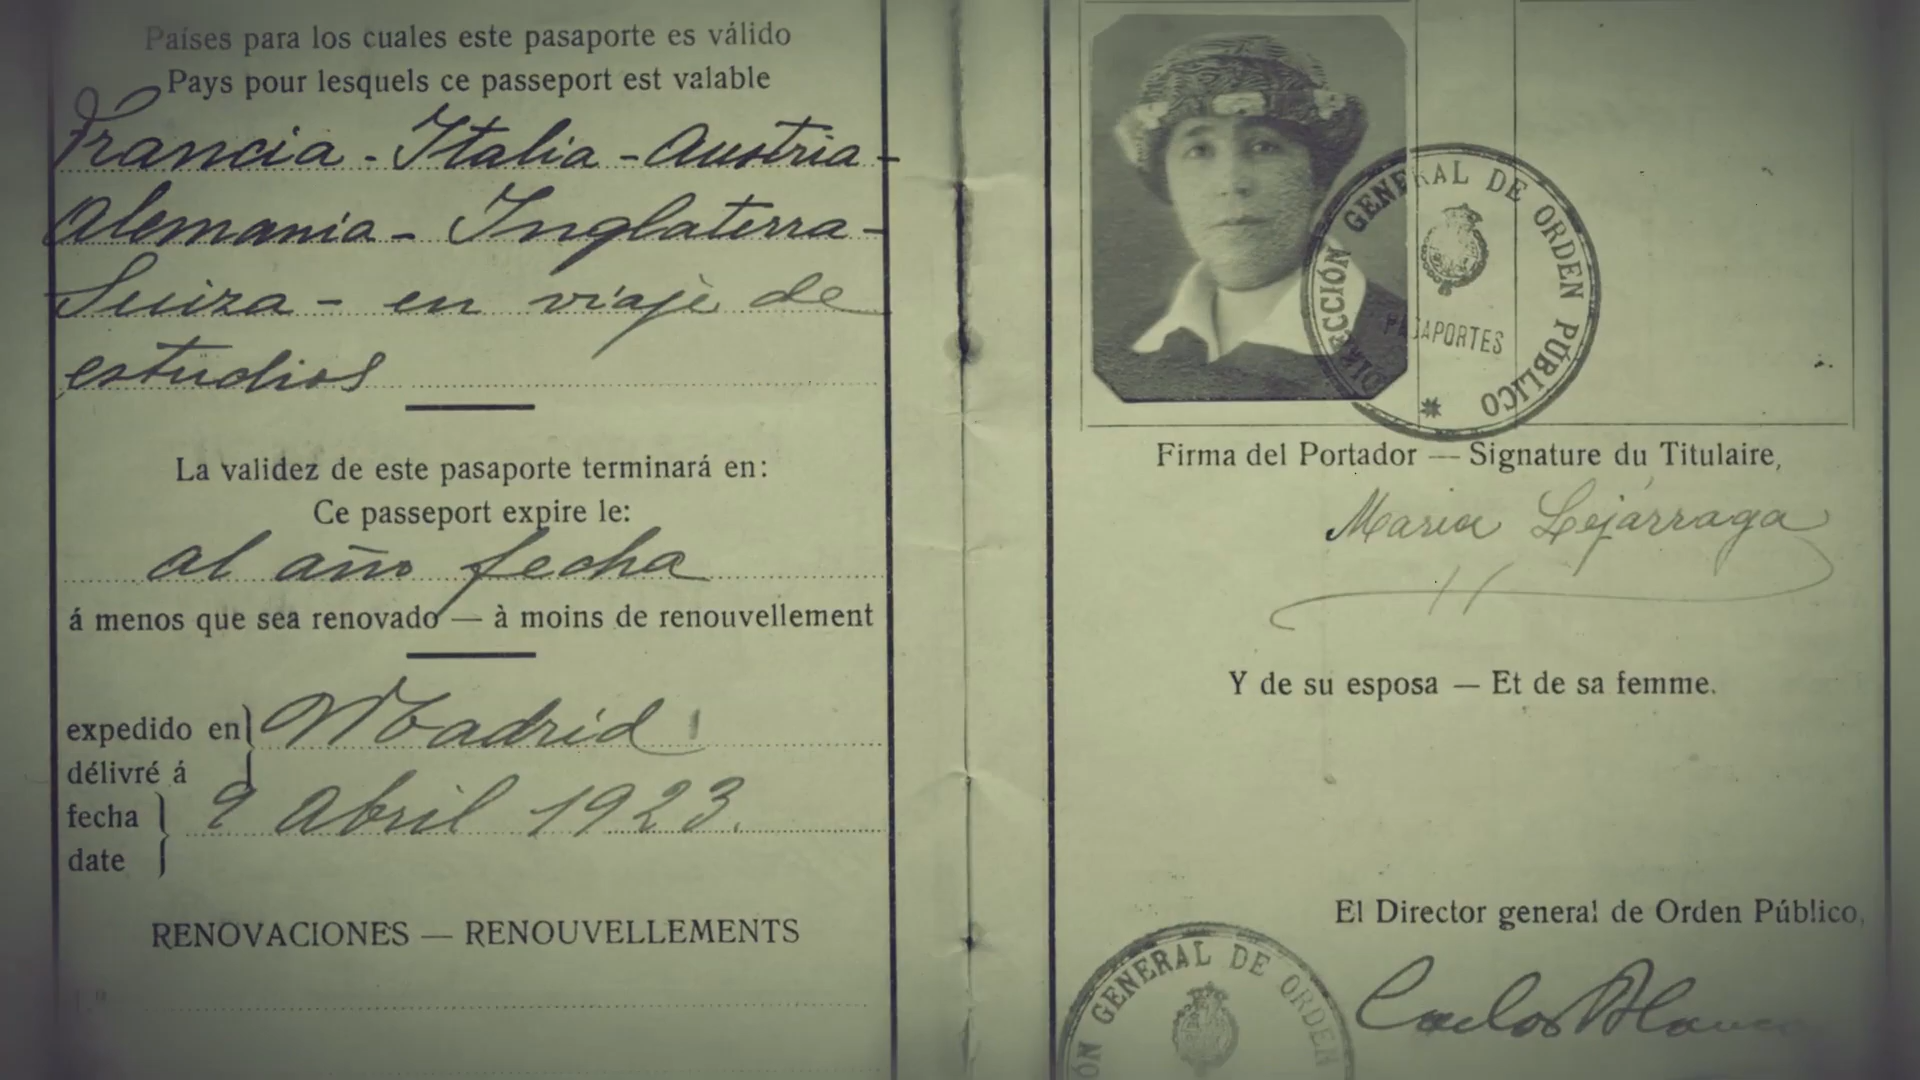 Países para los cuales este pasaporte es válido
Pays pour lesquels ce passeport est valable
Francia - Italia - Austria -
Alemania - Inglaterra -
Suiza - en viaje de
estudios
La validez de este pasaporte terminará en:
Ce passeport expire le:
al año fecha
á menos que sea renovado — à moins de renouvellement
expedido en
délivré á
Madrid
fecha
date
9 Abril 1923.
RENOVACIONES — RENOUVELLEMENTS
DIRECCIÓN GENERAL DE ORDEN PÚBLICO
PASAPORTES
Firma del Portador — Signature du Titulaire,
Maria Lejárraga
Y de su esposa — Et de sa femme.
El Director general de Orden Público,
Carlos Blanco
GENERAL DE ORDEN